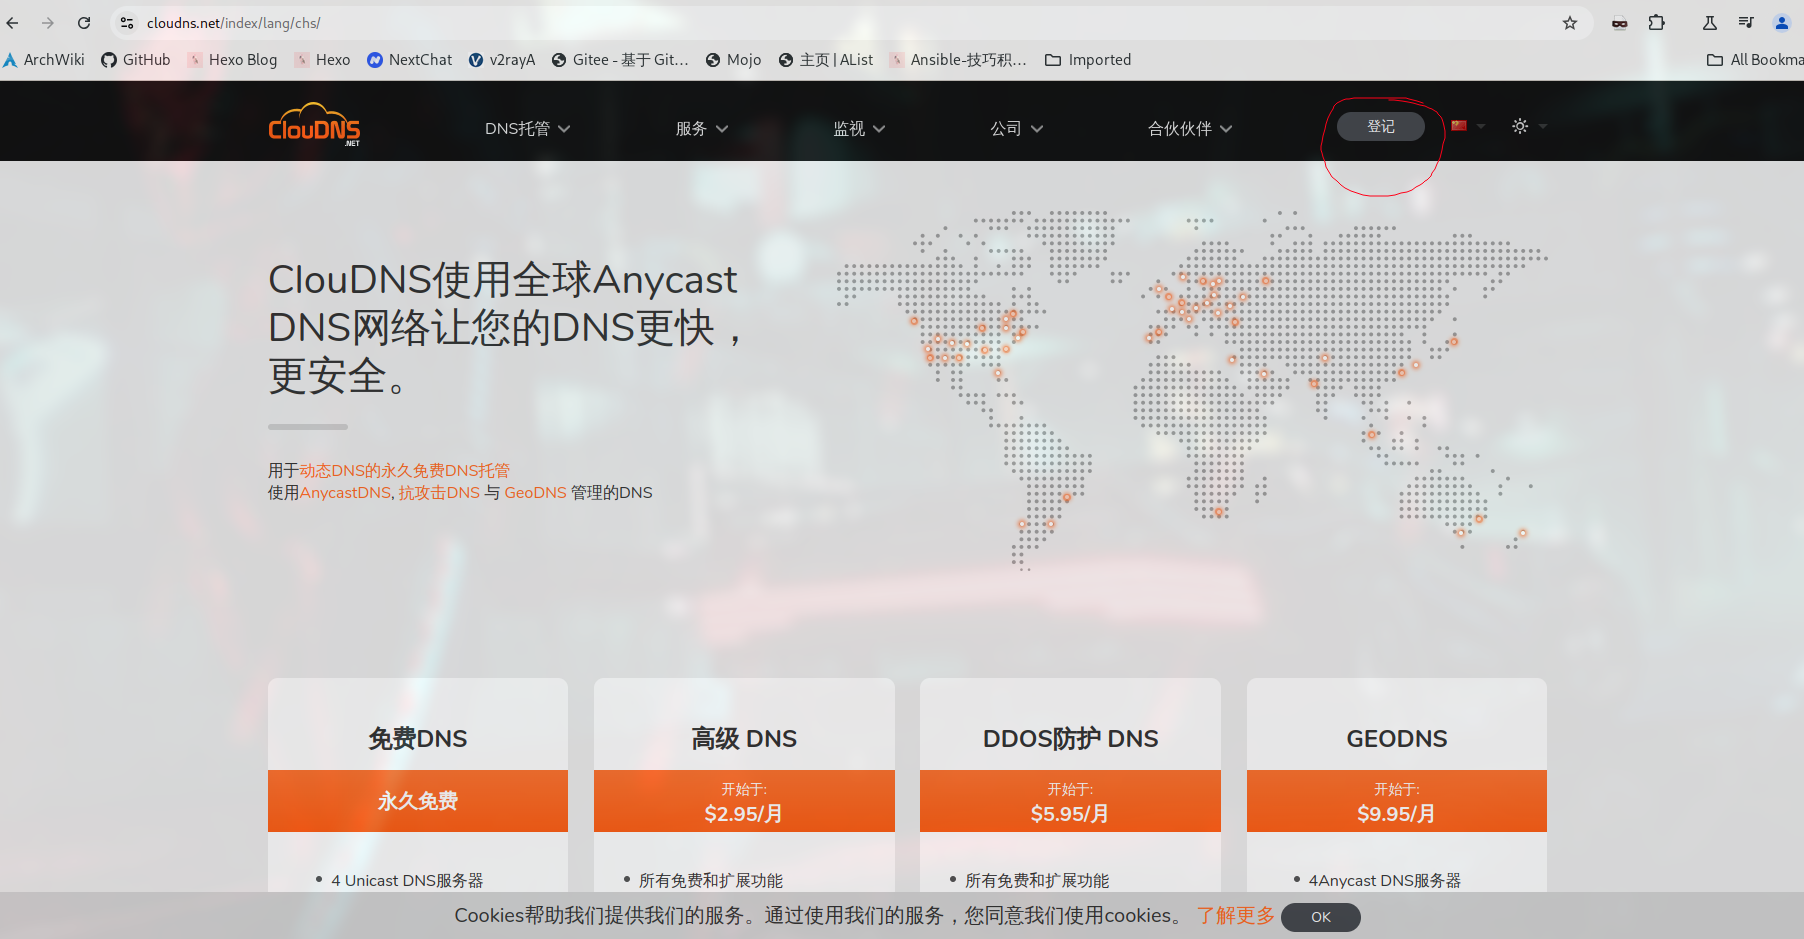 cloudns.net/index/lang/chs/
ArchWiki GitHub Hexo Blog Hexo NextChat v2rayA Gitee - 基于 Git… Mojo 主页 | AList Ansible-技巧积… Imported All Bookma
ClouDNS .NET DNS托管 服务 监视 公司 合伙伙伴 登记
ClouDNS使用全球Anycast
DNS网络让您的DNS更快，
更安全。
用于动态DNS的永久免费DNS托管
使用AnycastDNS, 抗攻击DNS 与 GeoDNS 管理的DNS
免费DNS
永久免费
4 Unicast DNS服务器
高级 DNS
开始于:
$2.95/月
所有免费和扩展功能
DDOS防护 DNS
开始于:
$5.95/月
所有免费和扩展功能
GEODNS
开始于:
$9.95/月
4Anycast DNS服务器
Cookies帮助我们提供我们的服务。通过使用我们的服务，您同意我们使用cookies。 了解更多 OK